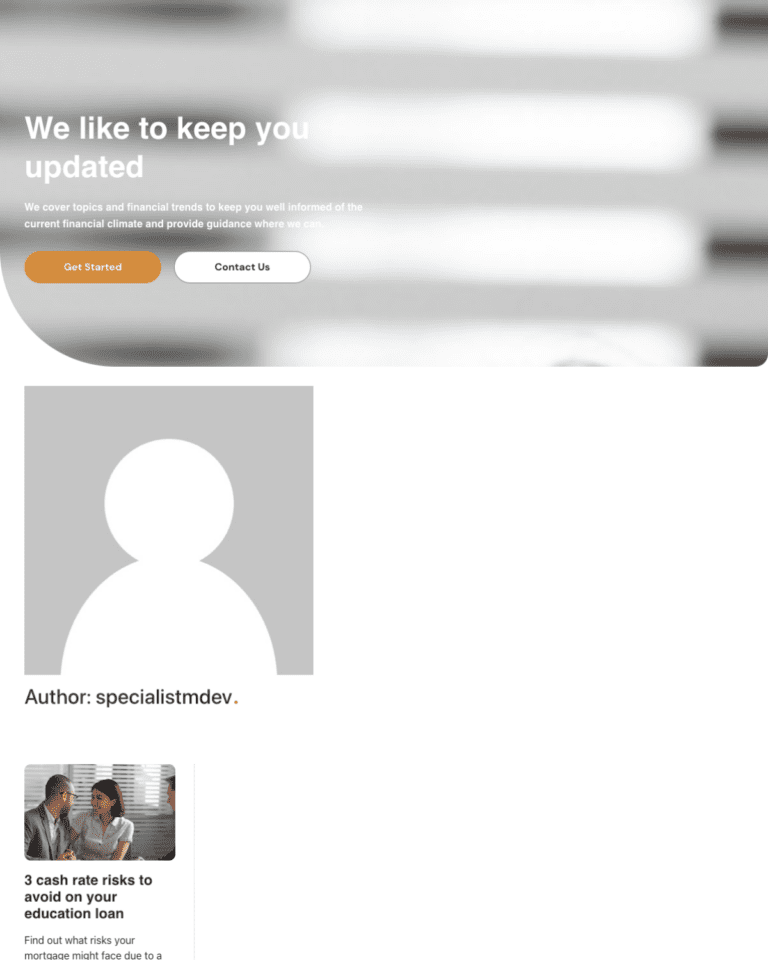 We like to keep you
updated
We cover topics and financial trends to keep you well informed of the
current financial climate and provide guidance where we can.
Get Started
Contact Us
Author: specialistmdev.
3 cash rate risks to
avoid on your
education loan
Find out what risks your
mortgage might face due to a